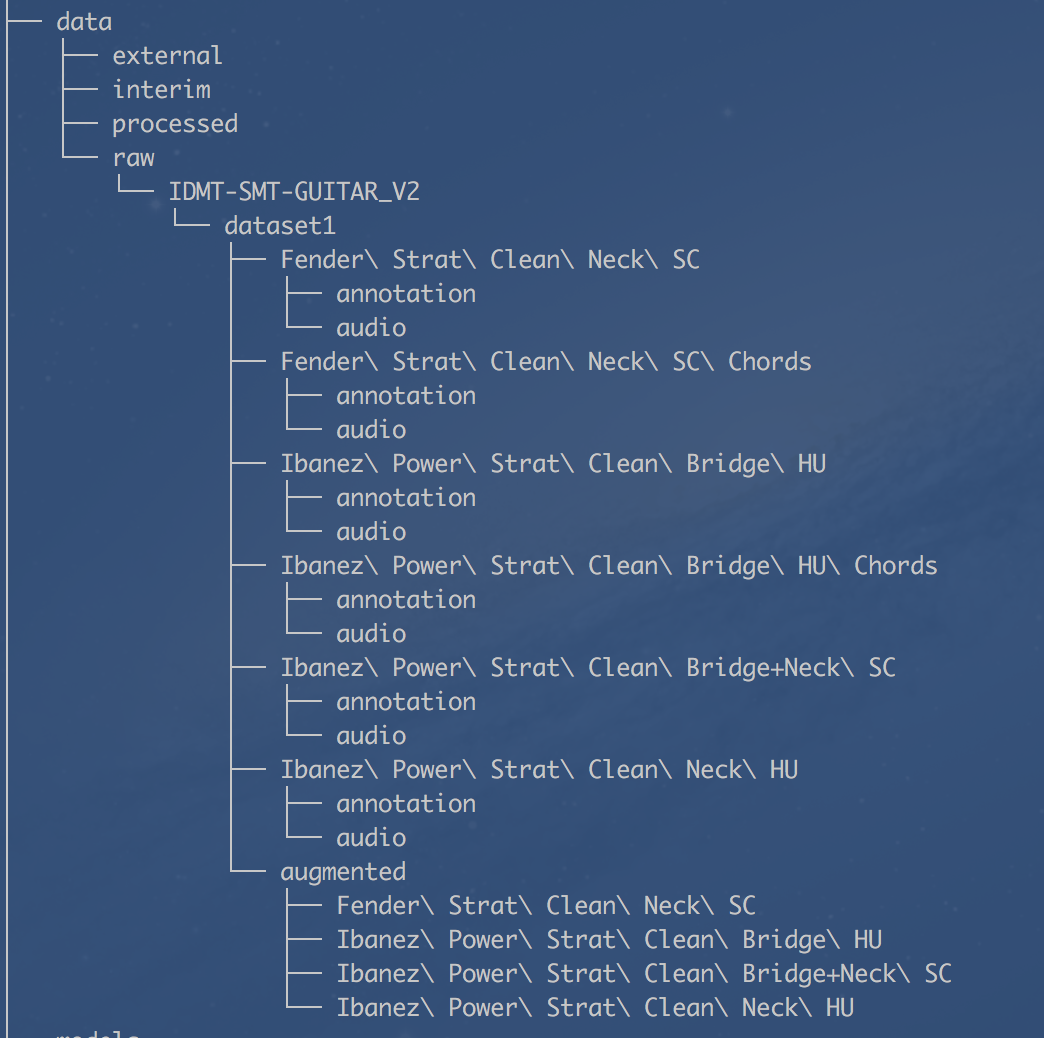 data
external
interim
processed
raw
IDMT-SMT-GUITAR_V2
dataset1
Fender\ Strat\ Clean\ Neck\ SC
annotation
audio
Fender\ Strat\ Clean\ Neck\ SC\ Chords
annotation
audio
Ibanez\ Power\ Strat\ Clean\ Bridge\ HU
annotation
audio
Ibanez\ Power\ Strat\ Clean\ Bridge\ HU\ Chords
annotation
audio
Ibanez\ Power\ Strat\ Clean\ Bridge+Neck\ SC
annotation
audio
Ibanez\ Power\ Strat\ Clean\ Neck\ HU
annotation
audio
augmented
Fender\ Strat\ Clean\ Neck\ SC
Ibanez\ Power\ Strat\ Clean\ Bridge\ HU
Ibanez\ Power\ Strat\ Clean\ Bridge+Neck\ SC
Ibanez\ Power\ Strat\ Clean\ Neck\ HU